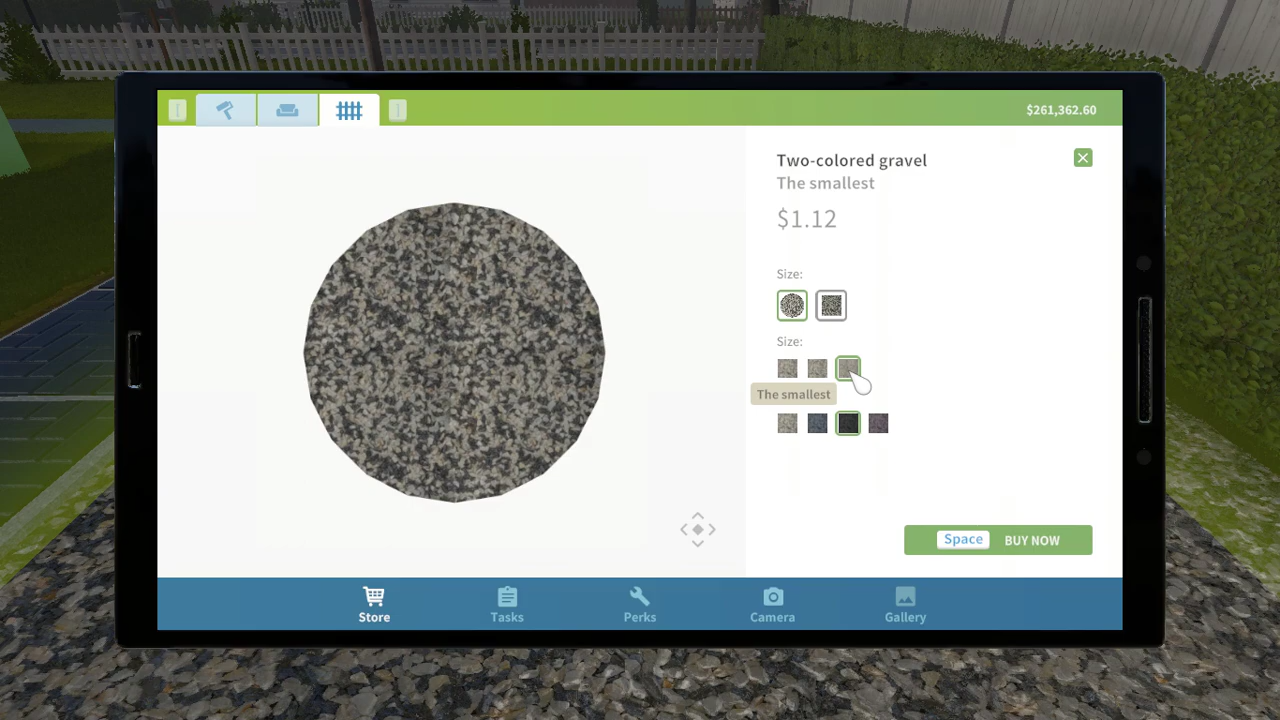 $261,362.60
Two-colored gravel
The smallest
$1.12
Size:
Size:
The smallest
Space BUY NOW
Store Tasks Perks Camera Gallery